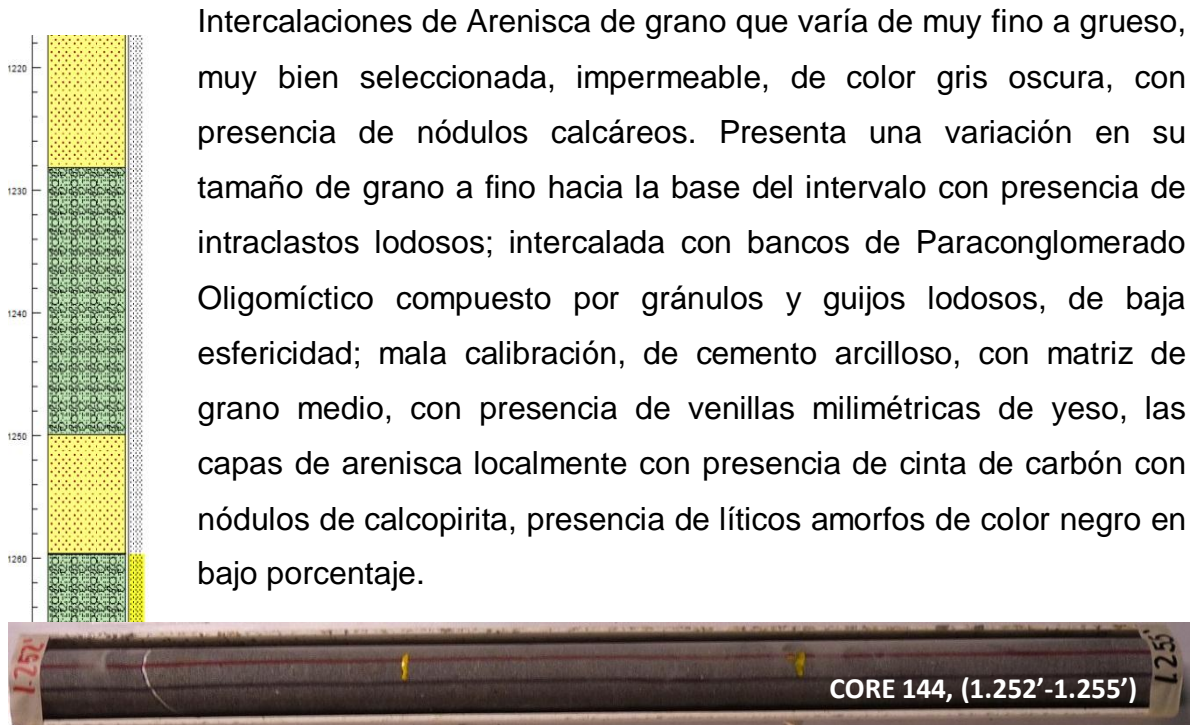 Intercalaciones de Arenisca de grano que varía de muy fino a grueso,
muy bien seleccionada, impermeable, de color gris oscura, con
presencia de nódulos calcáreos. Presenta una variación en su
tamaño de grano a fino hacia la base del intervalo con presencia de
intraclastos lodosos; intercalada con bancos de Paraconglomerado
Oligomíctico compuesto por gránulos y guijos lodosos, de baja
esfericidad; mala calibración, de cemento arcilloso, con matriz de
grano medio, con presencia de venillas milimétricas de yeso, las
capas de arenisca localmente con presencia de cinta de carbón con
nódulos de calcopirita, presencia de líticos amorfos de color negro en
bajo porcentaje.
1220
1230
1240
1250
1260
1.252'
1.255'
CORE 144, (1.252’-1.255’)